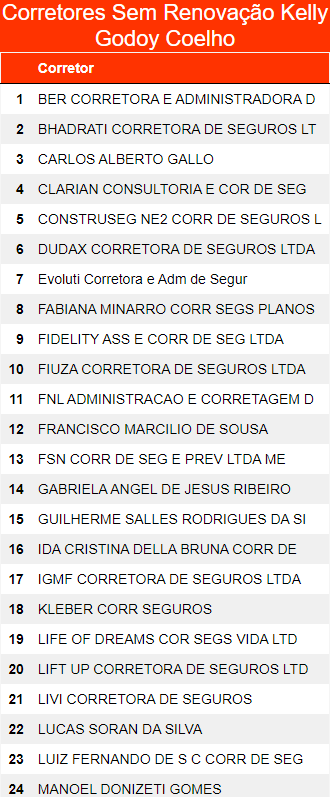 Corretores Sem Renovação Kelly
Godoy Coelho
Corretor
1 BER CORRETORA E ADMINISTRADORA D
2 BHADRATI CORRETORA DE SEGUROS LT
3 CARLOS ALBERTO GALLO
4 CLARIAN CONSULTORIA E COR DE SEG
5 CONSTRUSEG NE2 CORR DE SEGUROS L
6 DUDAX CORRETORA DE SEGUROS LTDA
7 Evoluti Corretora e Adm de Segur
8 FABIANA MINARRO CORR SEGS PLANOS
9 FIDELITY ASS E CORR DE SEG LTDA
10 FIUZA CORRETORA DE SEGUROS LTDA
11 FNL ADMINISTRACAO E CORRETAGEM D
12 FRANCISCO MARCILIO DE SOUSA
13 FSN CORR DE SEG E PREV LTDA ME
14 GABRIELA ANGEL DE JESUS RIBEIRO
15 GUILHERME SALLES RODRIGUES DA SI
16 IDA CRISTINA DELLA BRUNA CORR DE
17 IGMF CORRETORA DE SEGUROS LTDA
18 KLEBER CORR SEGUROS
19 LIFE OF DREAMS COR SEGS VIDA LTD
20 LIFT UP CORRETORA DE SEGUROS LTD
21 LIVI CORRETORA DE SEGUROS
22 LUCAS SORAN DA SILVA
23 LUIZ FERNANDO DE S C CORR DE SEG
24 MANOEL DONIZETI GOMES